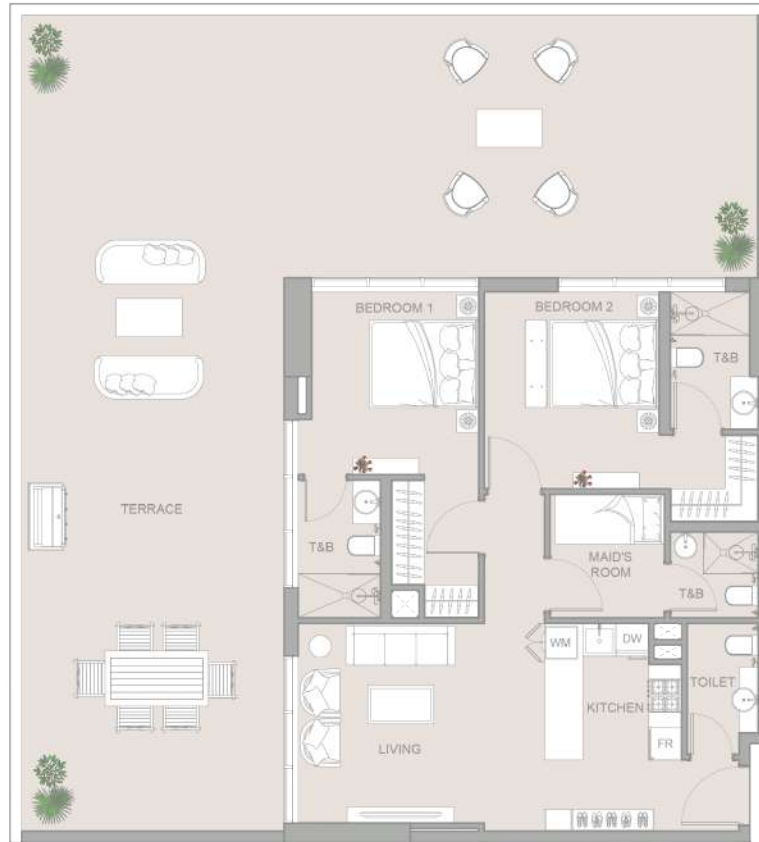 BEDROOM 1
BEDROOM 2
T&B
TERRACE
T&B
MAID'S
ROOM
T&B
WM
DW
KITCHEN
TOILET
LIVING
FR